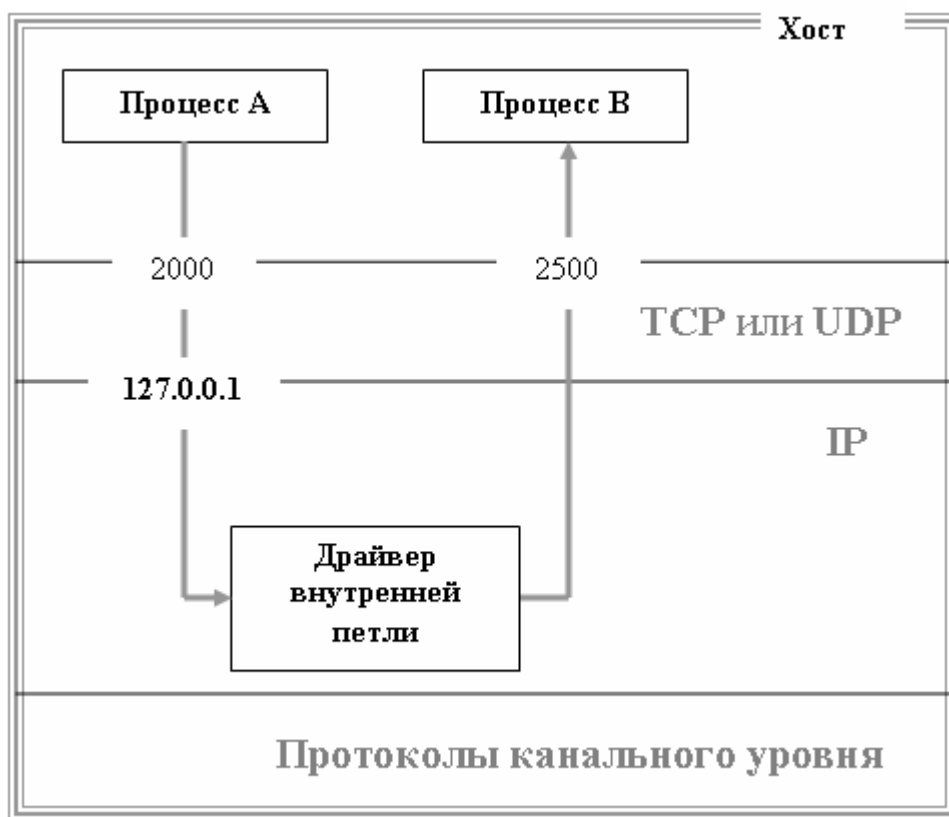 Хост
Процесс А
Процесс В
2000
2500
TCP или UDP
127.0.0.1
IP
Драйвер
внутренней
петли
Протоколы канального уровня